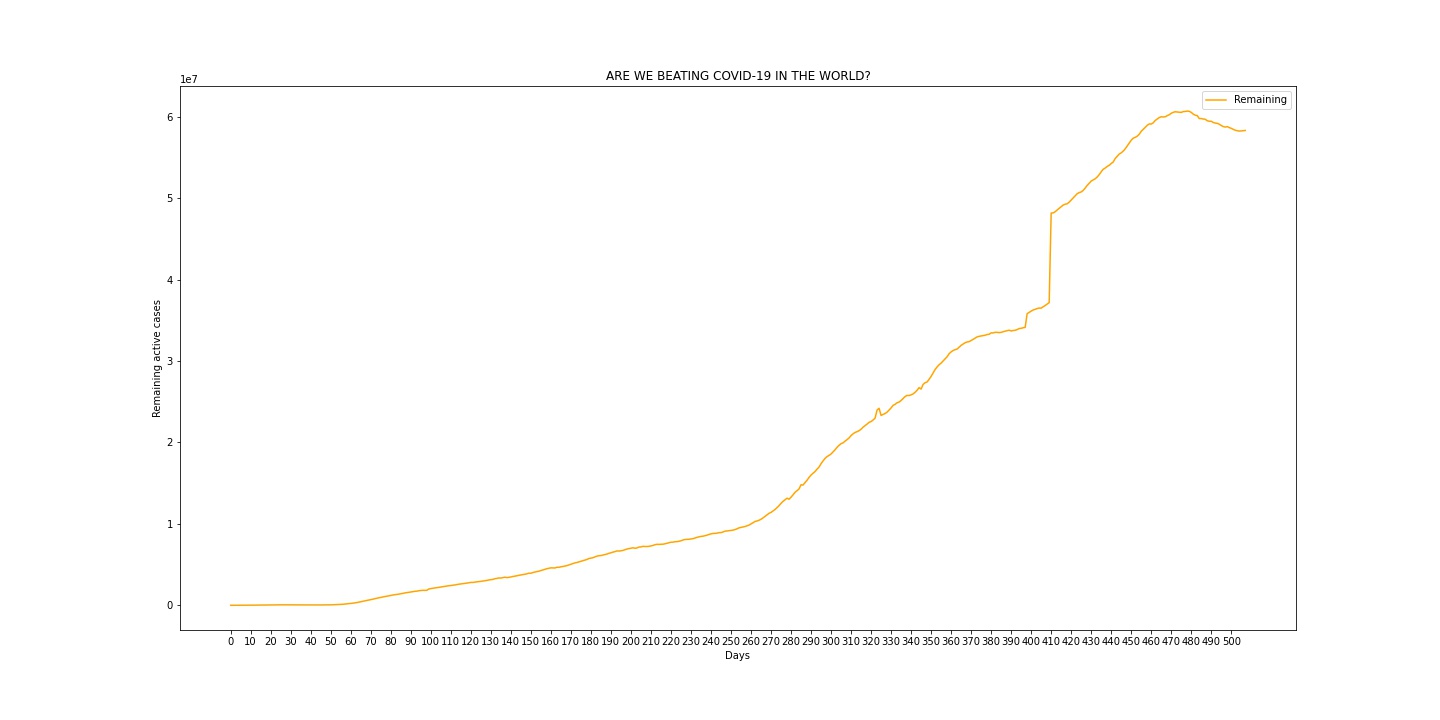 ARE WE BEATING COVID-19 IN THE WORLD?
1e7
Remaining
6
5
4
3
2
1
0
Remaining active cases
0 10 20 30 40 50 60 70 80 90 100 110 120 130 140 150 160 170 180 190 200 210 220 230 240 250 260 270 280 290 300 310 320 330 340 350 360 370 380 390 400 410 420 430 440 450 460 470 480 490 500
Days